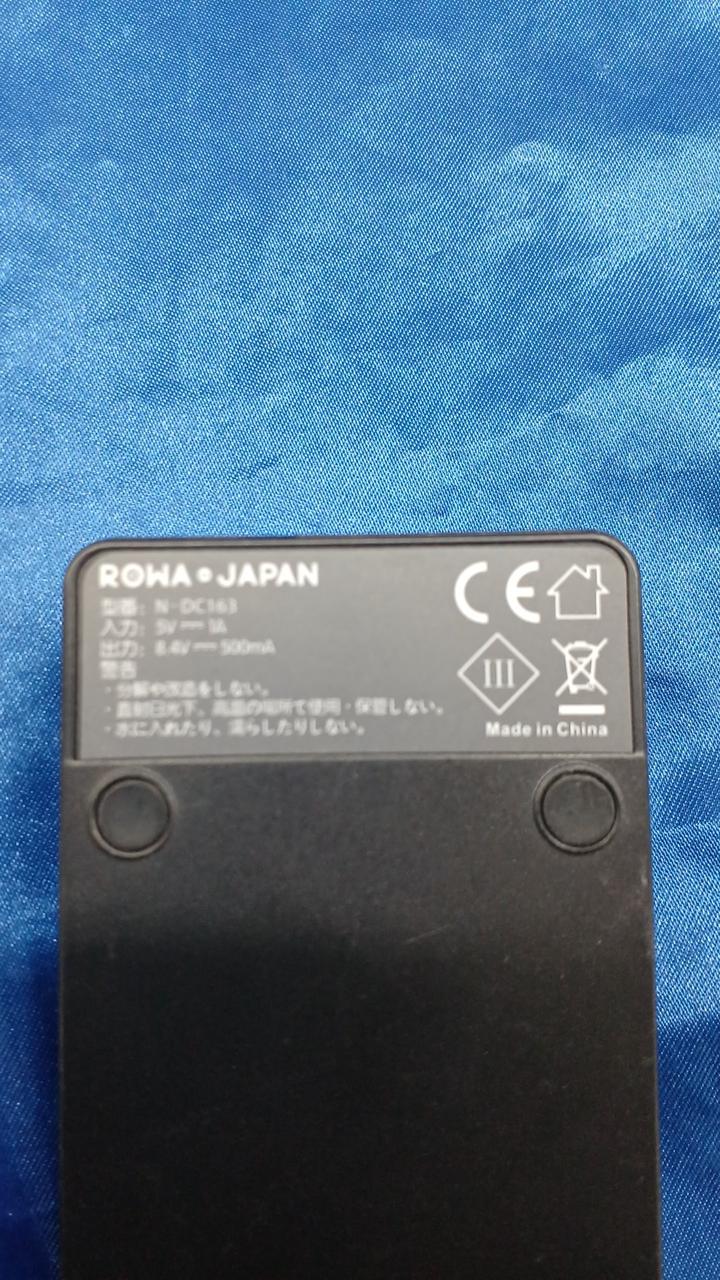 ROWA JAPAN
型番: N-DC163
入力: 5V⎓1A
出力: 8.4V⎓500mA
警告
・分解や改造をしない。
・直射日光下、高温の場所で使用・保管しない。
・水に入れたり、濡らしたりしない。
CE
III
Made in China